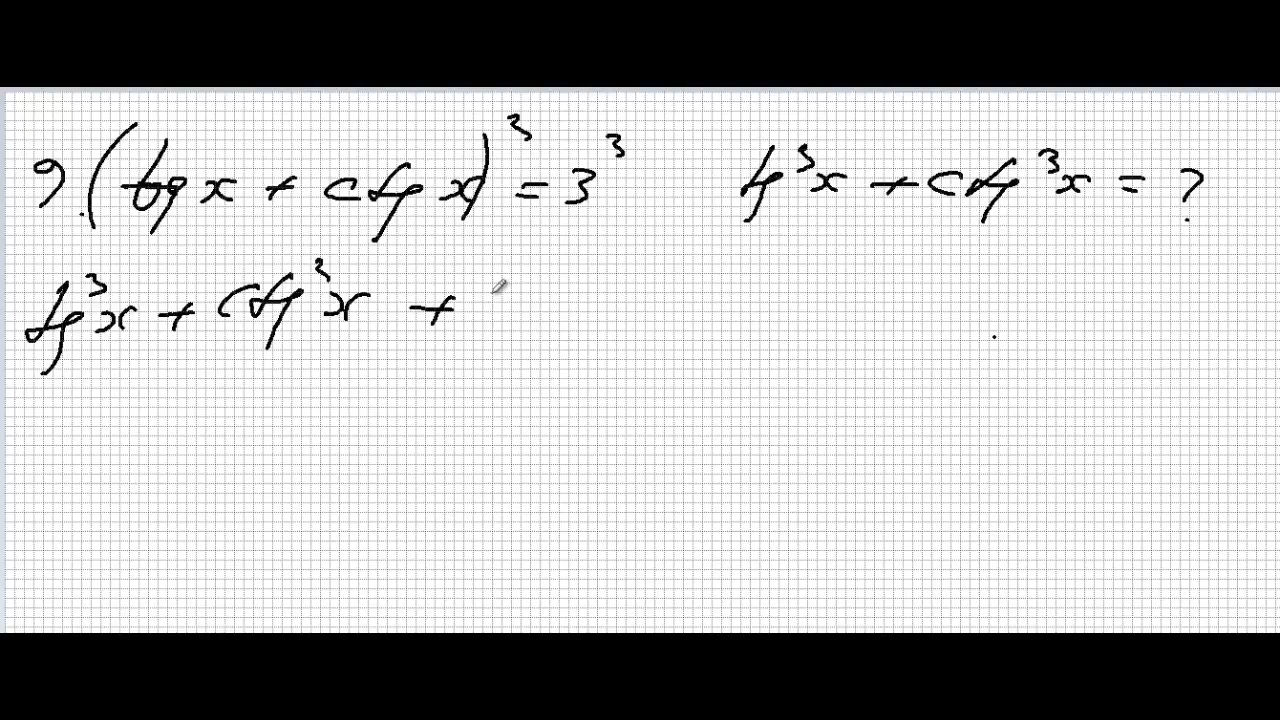 9. (tg x + ctg x)³ = 3³ tg³x + ctg³x = ?
tg³x + ctg³x +